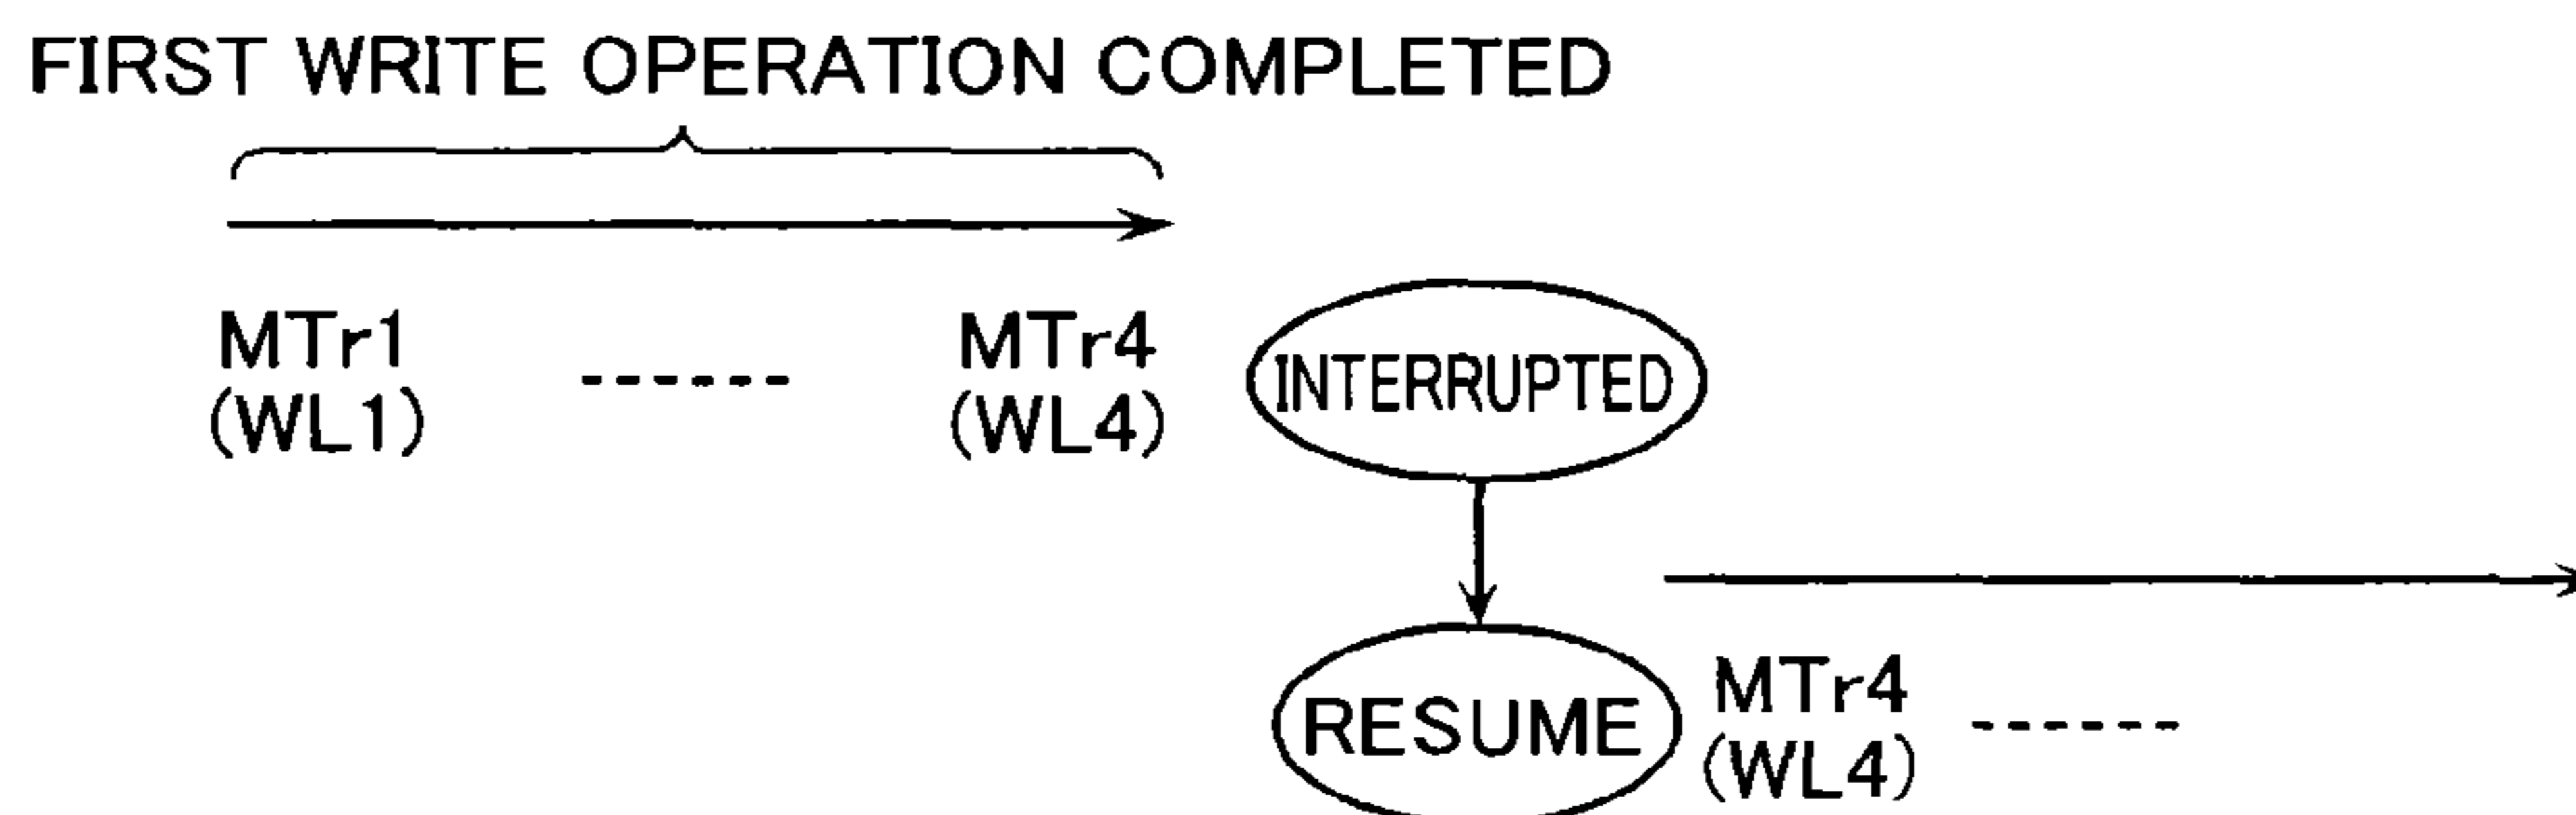 FIRST WRITE OPERATION COMPLETED
MTr1
(WL1)
------
MTr4
(WL4)
INTERRUPTED
RESUME
MTr4
(WL4)
------